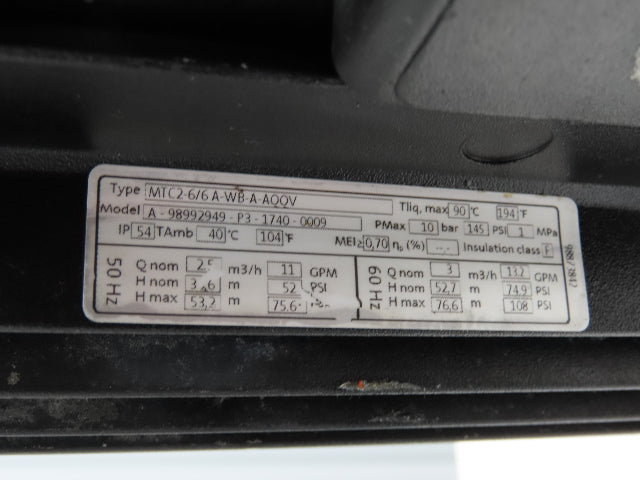 Type MTC2-6/6 A-WB-A-AQQV Tliq, max 90 °C 194 °F
Model A - 98992949 - P3 - 1740 - 0009 PMax 10 bar 145 PSI 1 MPa
IP 54 TAmb 40 °C 104 °F MEI≥ 0,70 ηb (%) --.- Insulation class F
50 Hz
Q nom m3/h 11 GPM
H nom m 52 PSI
H max 53,2 m 75,6
60 Hz
Q nom 3 m3/h 13,2 GPM
H nom 52,7 m 74,9 PSI
H max 76,6 m 108 PSI